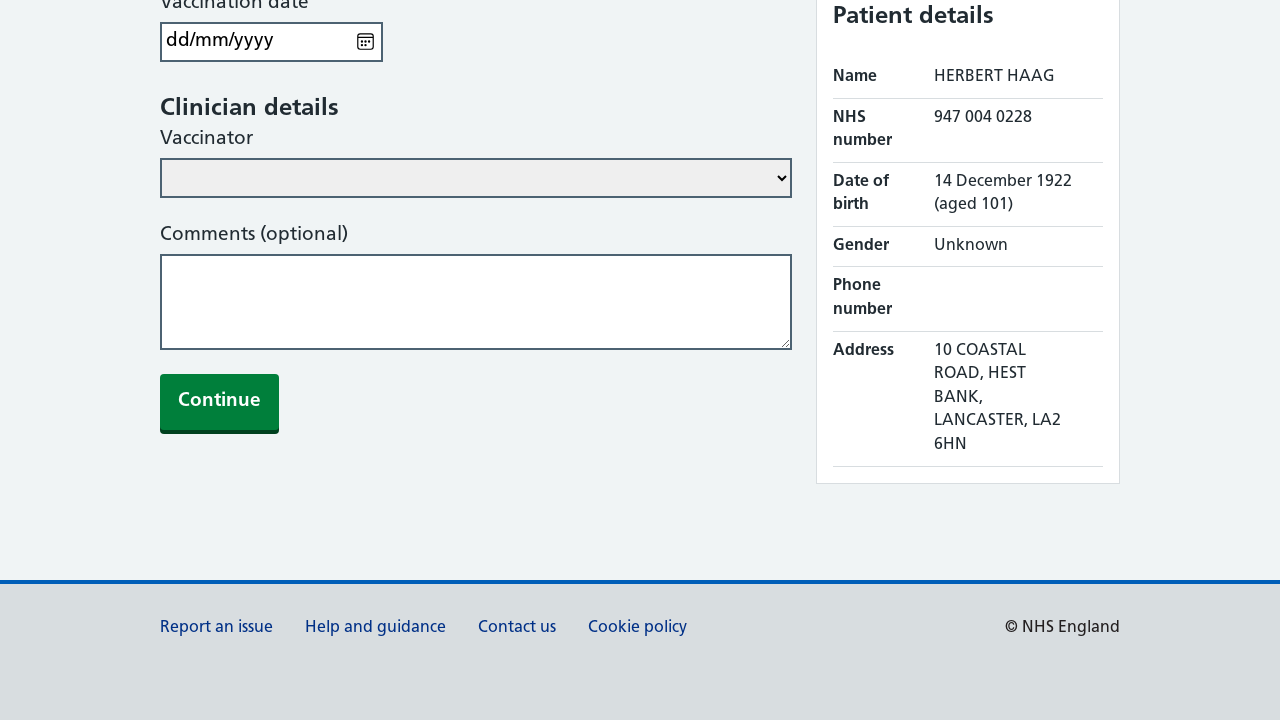 Vaccination date
dd/mm/yyyy
Clinician details
Vaccinator
Comments (optional)
Continue
Patient details
Name HERBERT HAAG
NHS number 947 004 0228
Date of birth 14 December 1922 (aged 101)
Gender Unknown
Phone number
Address 10 COASTAL
ROAD, HEST
BANK,
LANCASTER, LA2
6HN
Report an issue Help and guidance Contact us Cookie policy © NHS England